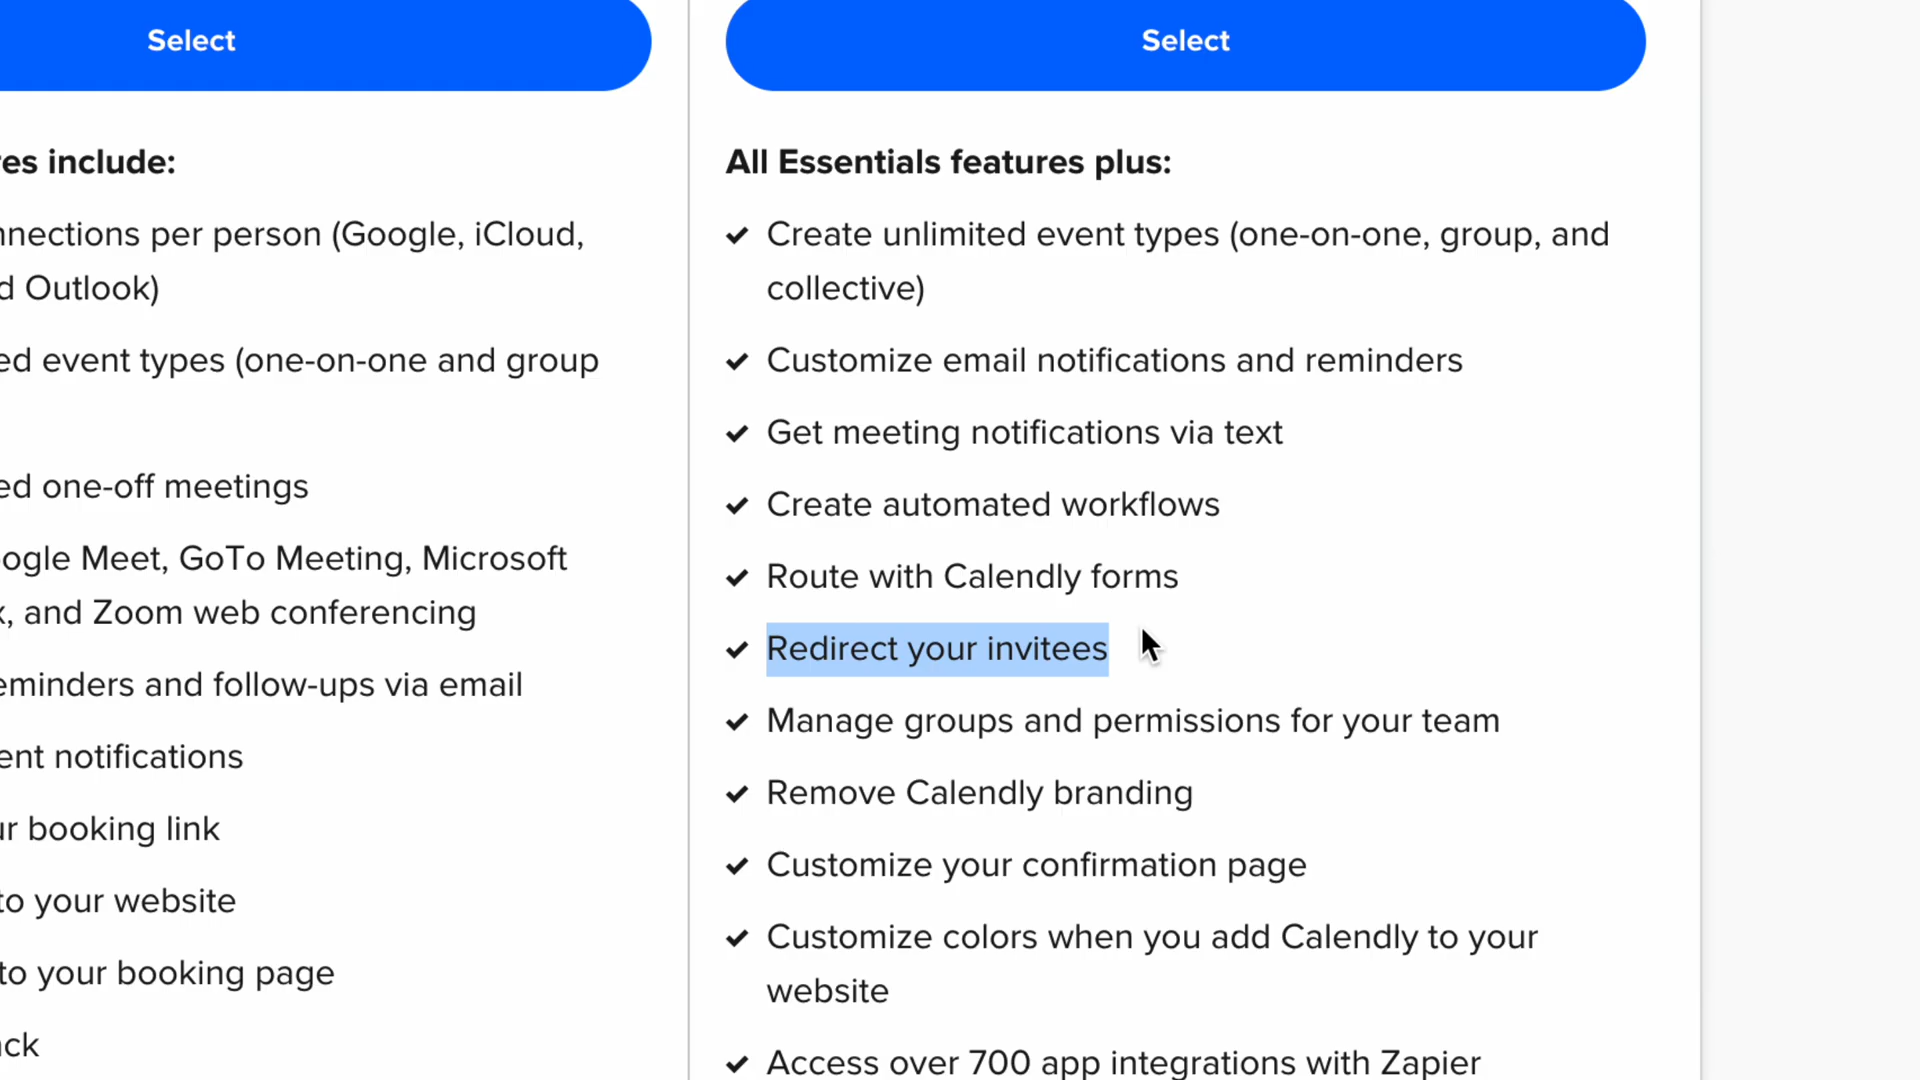 Select
es include:
nnections per person (Google, iCloud,
d Outlook)
ed event types (one-on-one and group
ed one-off meetings
ogle Meet, GoTo Meeting, Microsoft
x, and Zoom web conferencing
eminders and follow-ups via email
ent notifications
ur booking link
to your website
to your booking page
ck
Select
All Essentials features plus:
Create unlimited event types (one-on-one, group, and
collective)
Customize email notifications and reminders
Get meeting notifications via text
Create automated workflows
Route with Calendly forms
Redirect your invitees
Manage groups and permissions for your team
Remove Calendly branding
Customize your confirmation page
Customize colors when you add Calendly to your
website
Access over 700 app integrations with Zapier